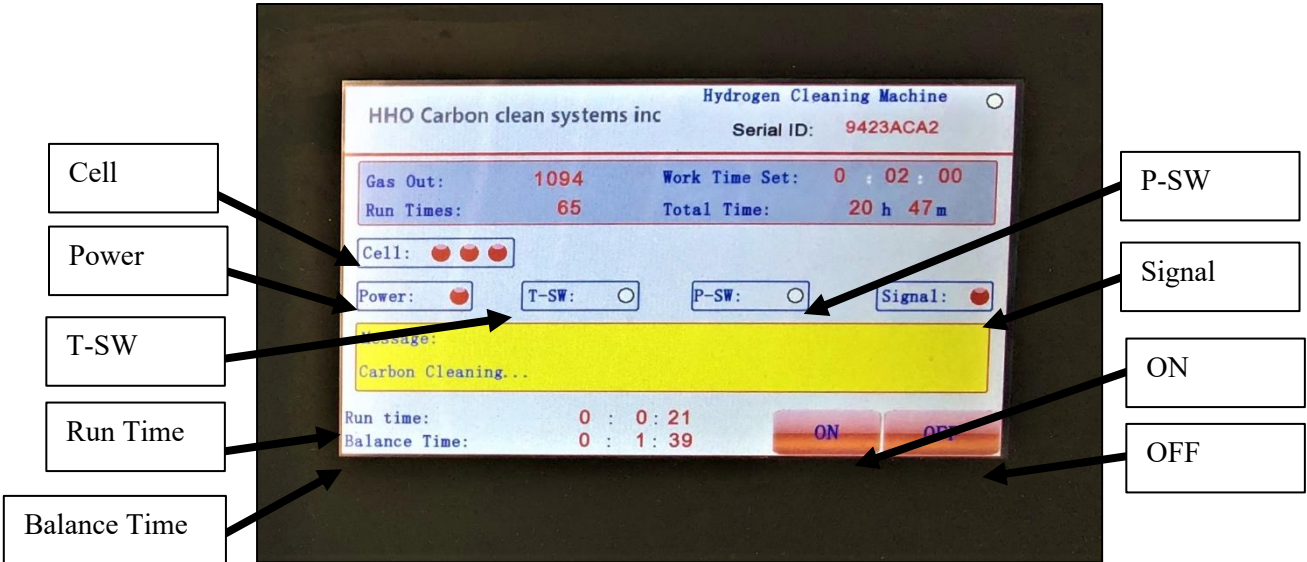 HHO Carbon clean systems inc
Hydrogen Cleaning Machine
Serial ID: 9423ACA2
Gas Out: 1094 Work Time Set: 0 : 02 : 00
Run Times: 65 Total Time: 20 h 47 m
Cell:
Power: T-SW: P-SW: Signal:
Message:
Carbon Cleaning...
Run time: 0 : 0 : 21
Balance Time: 0 : 1 : 39
ON OFF
Cell
Power
T-SW
Run Time
Balance Time
P-SW
Signal
ON
OFF